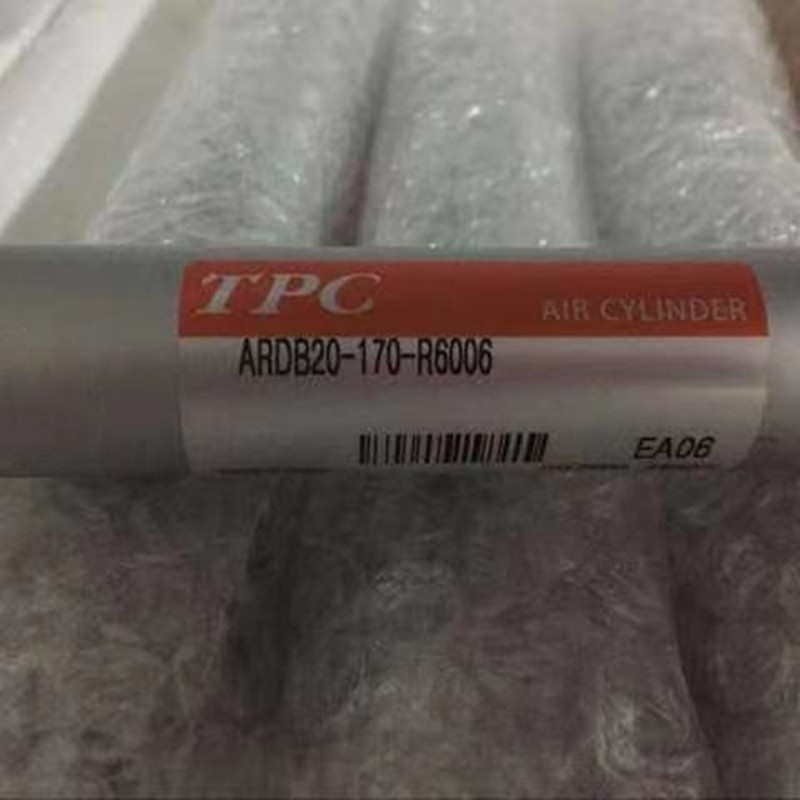 TPC
AIR CYLINDER
ARDB20-170-R6006
EA06